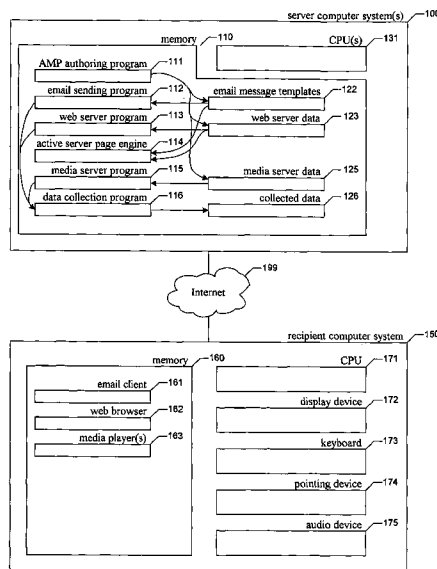 server computer system(s) 100
memory 110
CPU(s) 131
AMP authoring program 111
email sending program 112
email message templates 122
web server program 113
web server data 123
active server page engine 114
media server program 115
media server data 125
data collection program 116
collected data 126
199
Internet
recipient computer system 150
memory 160
CPU 171
email client 161
display device 172
web browser 162
media player(s) 163
keyboard 173
pointing device 174
audio device 175